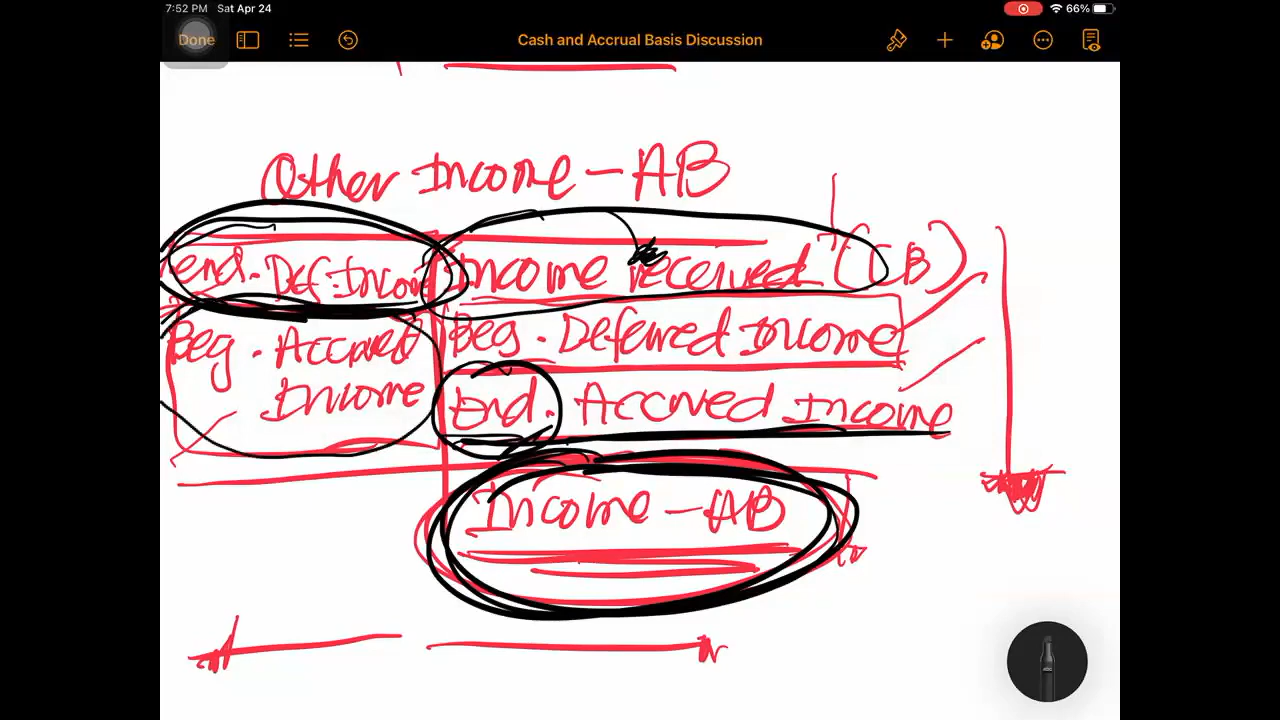 7:52 PM Sat Apr 24 66%
Done Cash and Accrual Basis Discussion
Other Income - AB
end. Def. Income Income received (CB)
Beg. Accrued Beg. Deferred Income
Income End. Accrued Income
Income - AB